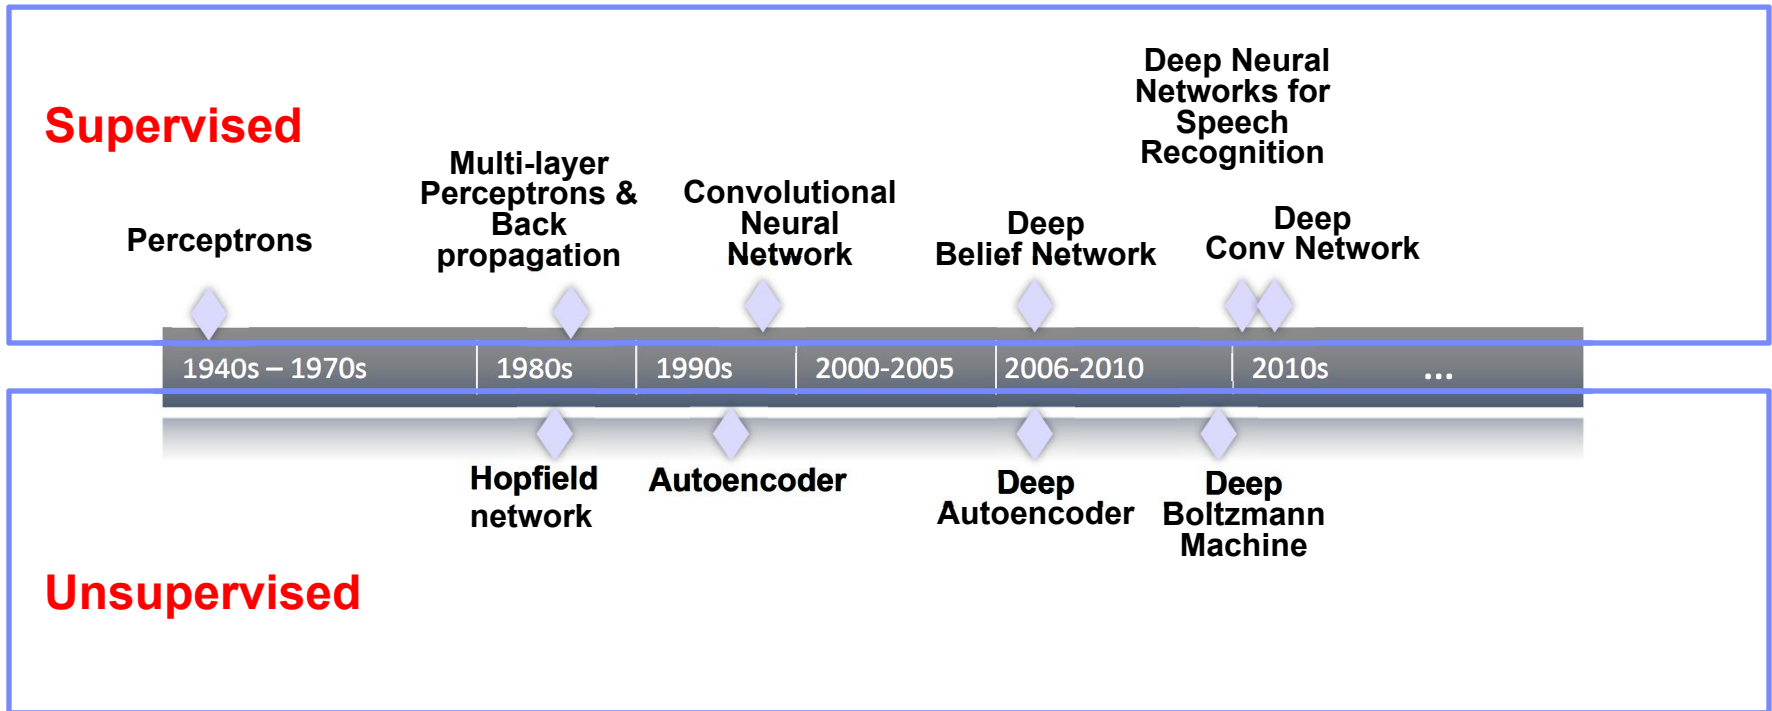 Supervised
Perceptrons
Multi-layer
Perceptrons &
Back
propagation
Convolutional
Neural
Network
Deep
Belief Network
Deep Neural
Networks for
Speech
Recognition
Deep
Conv Network
1940s – 1970s
1980s
1990s
2000-2005
2006-2010
2010s
...
Hopfield
network
Autoencoder
Deep
Autoencoder
Deep
Boltzmann
Machine
Unsupervised